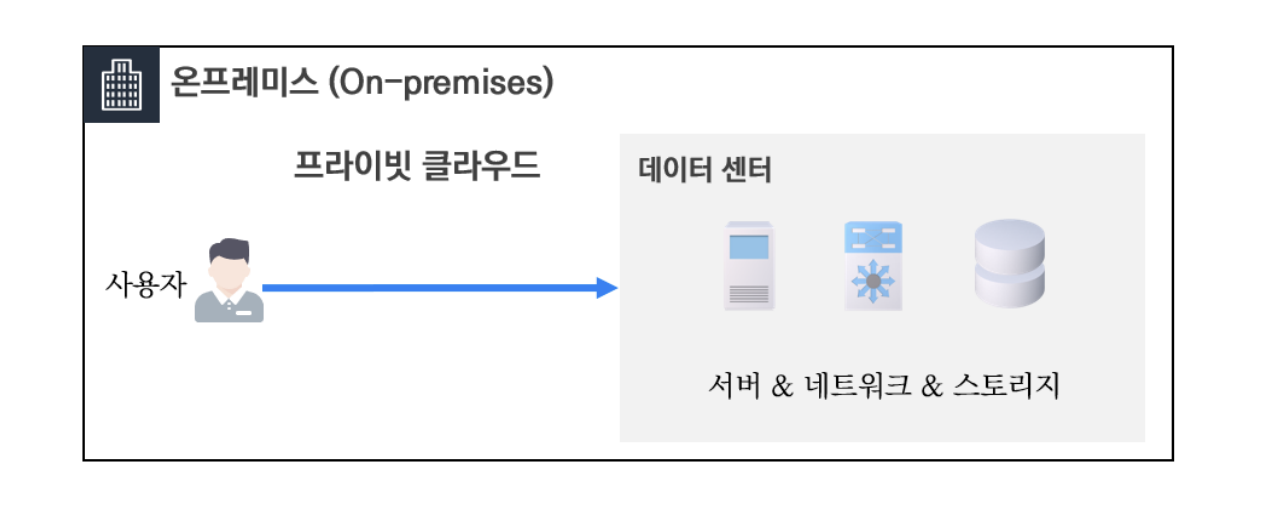 온프레미스 (On-premises)
프라이빗 클라우드
데이터 센터
사용자
서버 & 네트워크 & 스토리지